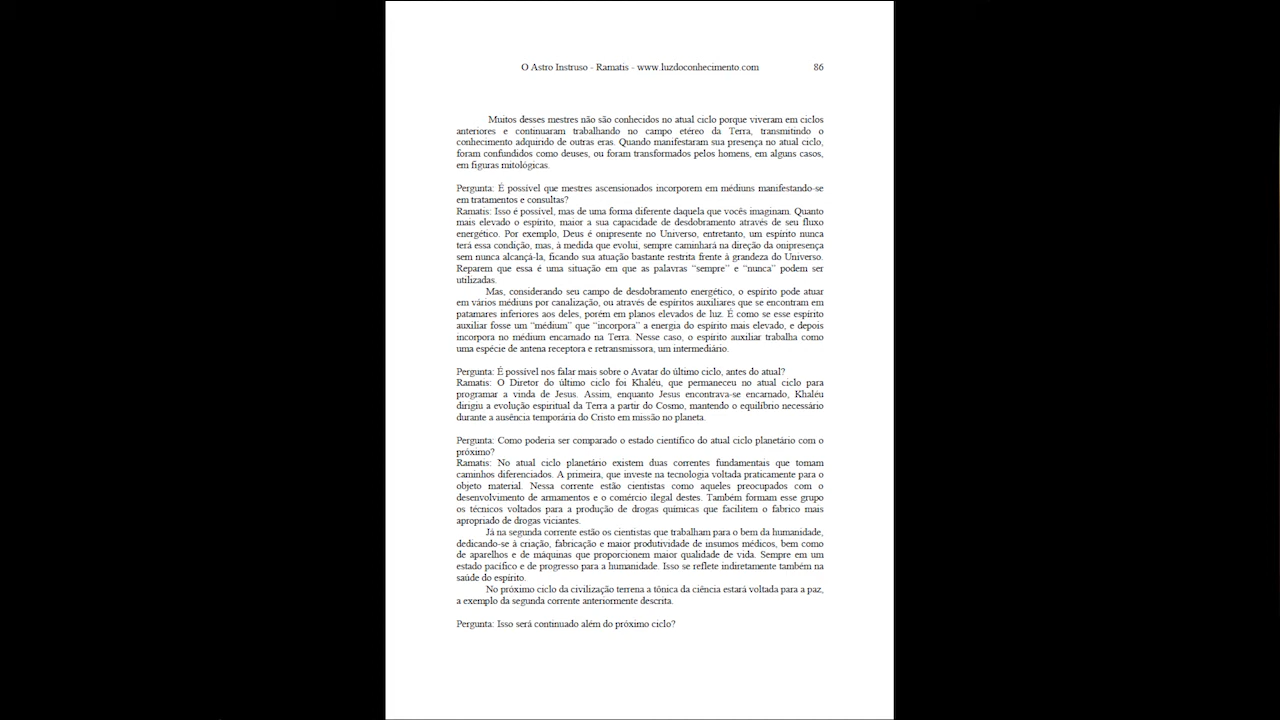 O Astro Instruso - Ramatis - www.luzdoconhecimento.com 86
Muitos desses mestres não são conhecidos no atual ciclo porque viveram em ciclos
anteriores e continuaram trabalhando no campo etéreo da Terra, transmitindo o
conhecimento adquirido de outras eras. Quando manifestaram sua presença no atual ciclo,
foram confundidos como deuses, ou foram transformados pelos homens, em alguns casos,
em figuras mitológicas.
Pergunta: É possível que mestres ascensionados incorporem em médiuns manifestando-se
em tratamentos e consultas?
Ramatis: Isso é possível, mas de uma forma diferente daquela que vocês imaginam. Quanto
mais elevado o espírito, maior a sua capacidade de desdobramento através de seu fluxo
energético. Por exemplo, Deus é onipresente no Universo, entretanto, um espírito nunca
terá essa condição, mas, à medida que evolui, sempre caminhará na direção da onipresença
sem nunca alcançá-la, ficando sua atuação bastante restrita frente à grandeza do Universo.
Reparem que essa é uma situação em que as palavras “sempre” e “nunca” podem ser
utilizadas.
Mas, considerando seu campo de desdobramento energético, o espírito pode atuar
em vários médiuns por canalização, ou através de espíritos auxiliares que se encontram em
patamares inferiores aos deles, porém em planos elevados de luz. É como se esse espírito
auxiliar fosse um “médium” que “incorpora” a energia do espírito mais elevado, e depois
incorpora no médium encarnado na Terra. Nesse caso, o espírito auxiliar trabalha como
uma espécie de antena receptora e retransmissora, um intermediário.
Pergunta: É possível nos falar mais sobre o Avatar do último ciclo, antes do atual?
Ramatis: O Diretor do último ciclo foi Khaléu, que permaneceu no atual ciclo para
programar a vinda de Jesus. Assim, enquanto Jesus encontrava-se encarnado, Khaléu
dirigiu a evolução espiritual da Terra a partir do Cosmo, mantendo o equilíbrio necessário
durante a ausência temporária do Cristo em missão no planeta.
Pergunta: Como poderia ser comparado o estado científico do atual ciclo planetário com o
próximo?
Ramatis: No atual ciclo planetário existem duas correntes fundamentais que tomam
caminhos diferenciados. A primeira, que investe na tecnologia voltada praticamente para o
objeto material. Nessa corrente estão cientistas como aqueles preocupados com o
desenvolvimento de armamentos e o comércio ilegal destes. Também formam esse grupo
os técnicos voltados para a produção de drogas químicas que facilitem o fabrico mais
apropriado de drogas viciantes.
Já na segunda corrente estão os cientistas que trabalham para o bem da humanidade,
dedicando-se à criação, fabricação e maior produtividade de insumos médicos, bem como
de aparelhos e de máquinas que proporcionem maior qualidade de vida. Sempre em um
estado pacífico e de progresso para a humanidade. Isso se reflete indiretamente também na
saúde do espírito.
No próximo ciclo da civilização terrena a tônica da ciência estará voltada para a paz,
a exemplo da segunda corrente anteriormente descrita.
Pergunta: Isso será continuado além do próximo ciclo?